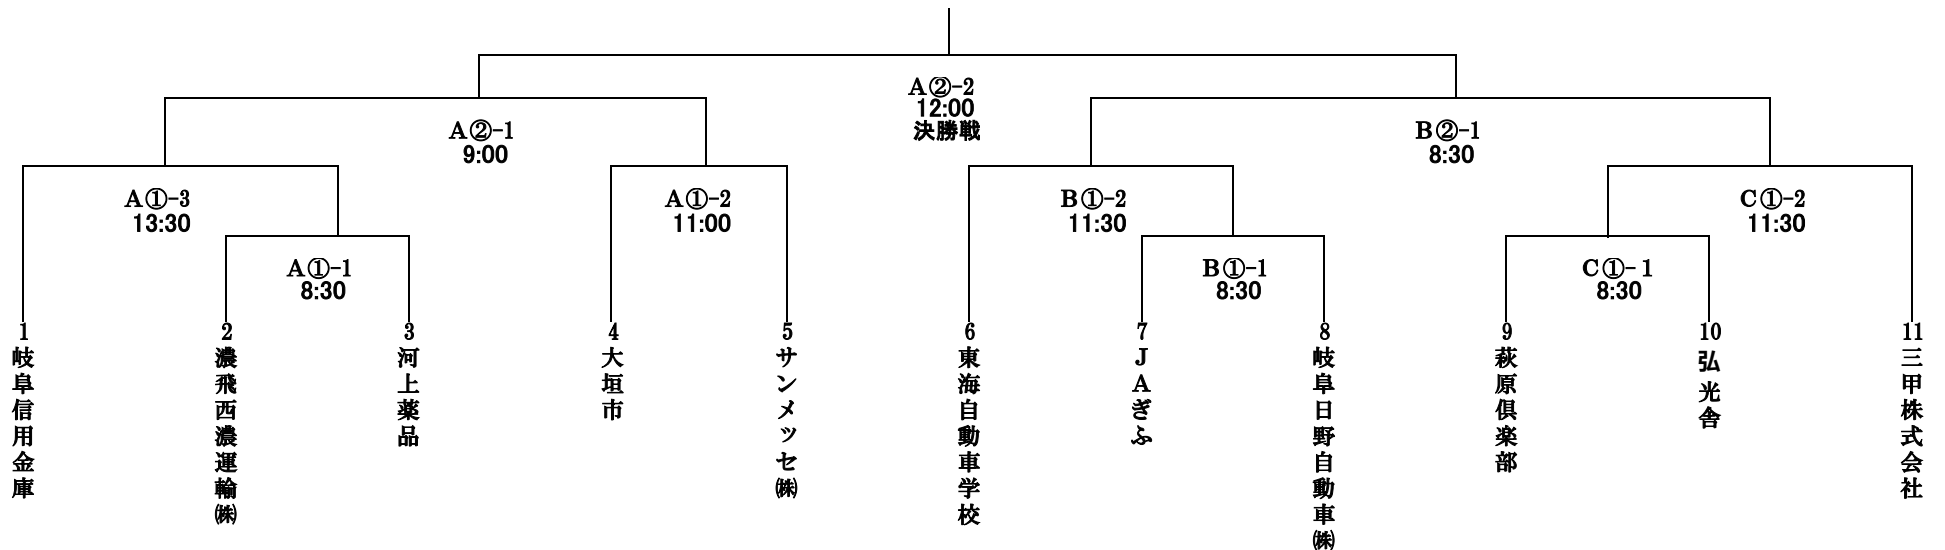 A②-2
12:00
決勝戦
A②-1
9:00
B②-1
8:30
A①-3
13:30
A①-2
11:00
B①-2
11:30
C①-2
11:30
A①-1
8:30
B①-1
8:30
C①-1
8:30
1
岐阜信用金庫
2
濃飛西濃運輸㈱
3
河上薬品
4
大垣市
5
サンメッセ㈱
6
東海自動車学校
7
JAぎふ
8
岐阜日野自動車㈱
9
萩原倶楽部
10
弘光舎
11
三甲株式会社